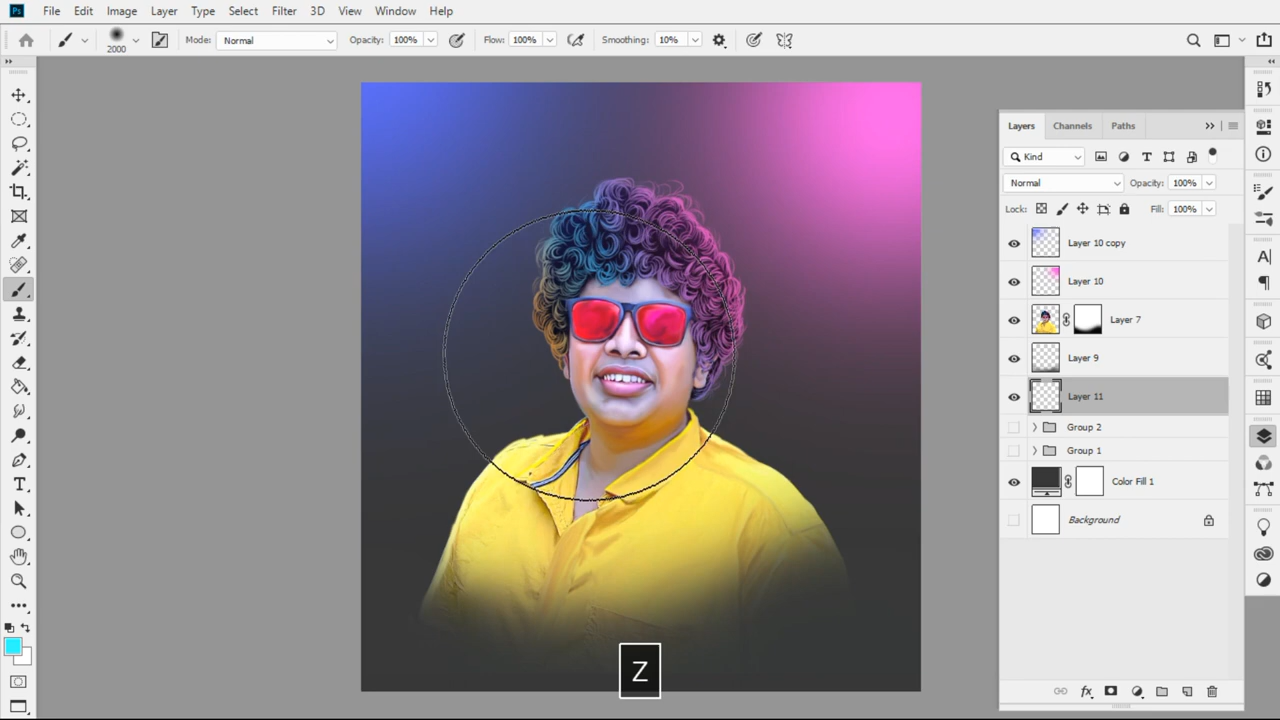 Ps File Edit Image Layer Type Select Filter 3D View Window Help
2000 Mode: Normal Opacity: 100% Flow: 100% Smoothing: 10%
Layers Channels Paths
Kind
Normal Opacity: 100%
Lock: Fill: 100%
Layer 10 copy
Layer 10
Layer 7
Layer 9
Layer 11
Group 2
Group 1
Color Fill 1
Background
Z